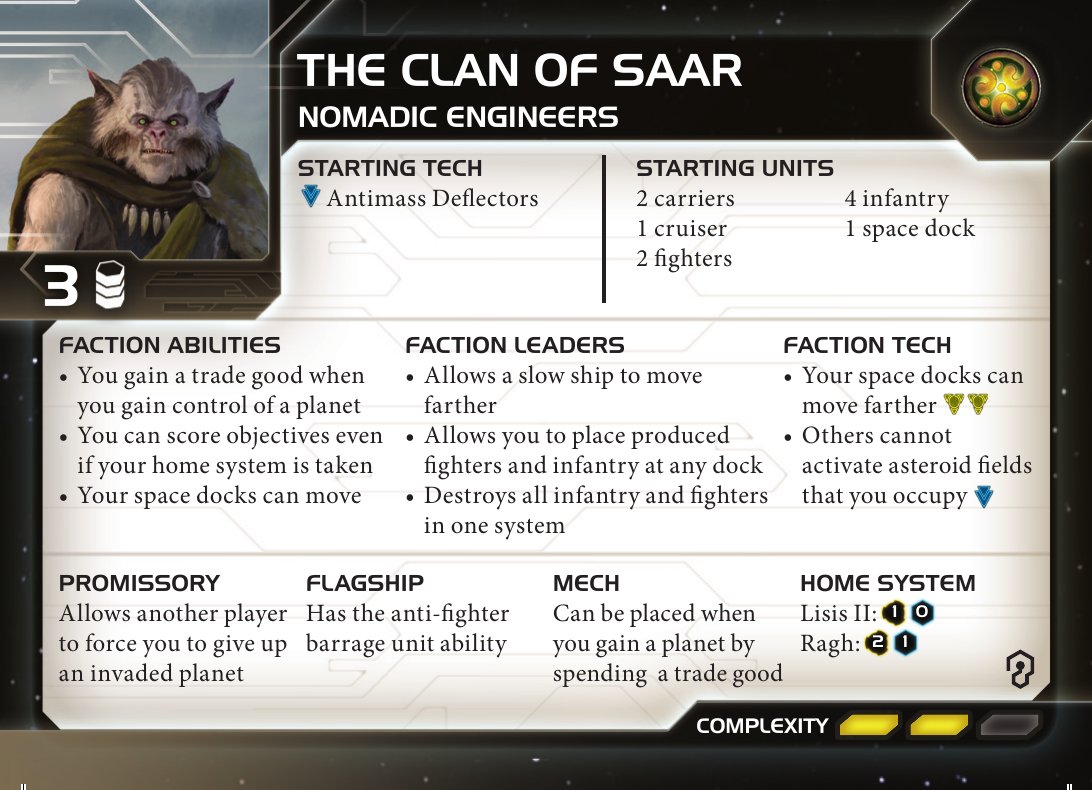 THE CLAN OF SAAR
NOMADIC ENGINEERS
3
STARTING TECH
Antimass Deflectors
STARTING UNITS
2 carriers
1 cruiser
2 fighters
4 infantry
1 space dock
FACTION ABILITIES
• You gain a trade good when
you gain control of a planet
• You can score objectives even
if your home system is taken
• Your space docks can move
FACTION LEADERS
• Allows a slow ship to move
farther
• Allows you to place produced
fighters and infantry at any dock
• Destroys all infantry and fighters
in one system
FACTION TECH
• Your space docks can
move farther
• Others cannot
activate asteroid fields
that you occupy
PROMISSORY
Allows another player
to force you to give up
an invaded planet
FLAGSHIP
Has the anti-fighter
barrage unit ability
MECH
Can be placed when
you gain a planet by
spending  a trade good
HOME SYSTEM
Lisis II: 1 0
Ragh: 2 1
COMPLEXITY